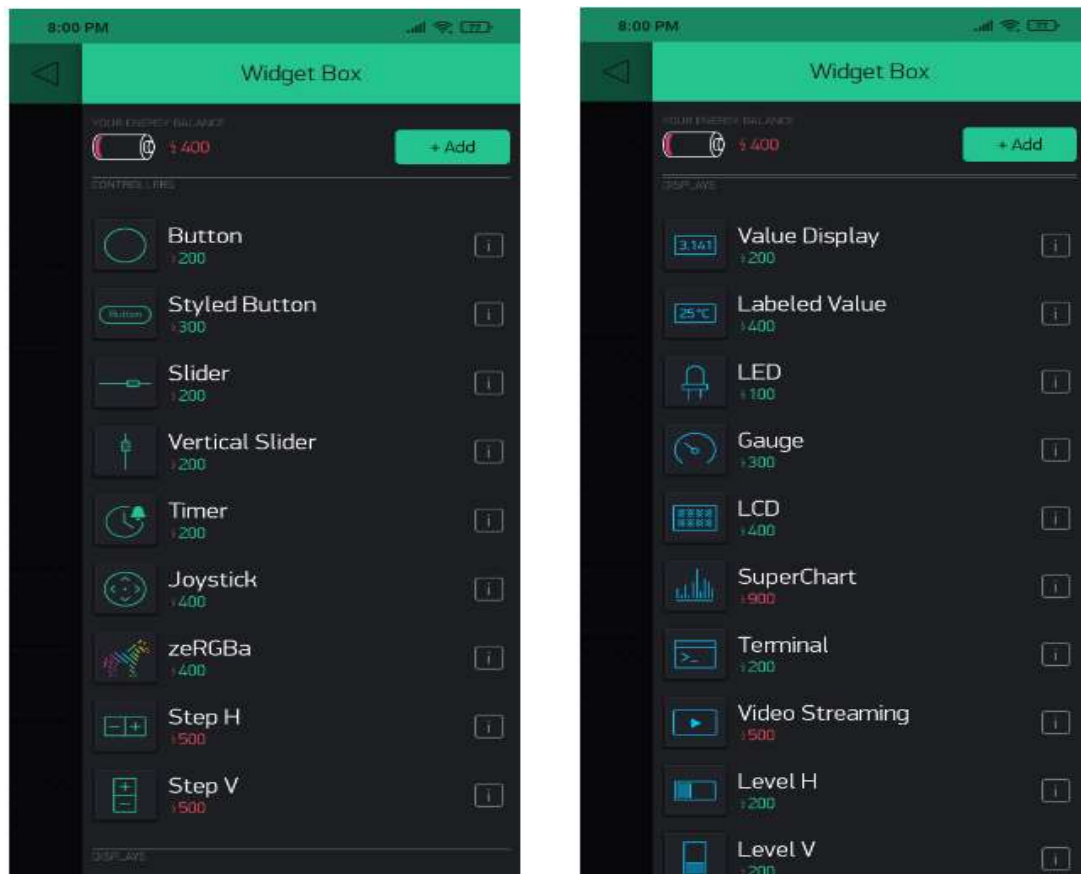 8:00 PM
77
Widget Box
YOUR ENERGY BALANCE
400
+ Add
CONTROLLERS
Button
200
Button
Styled Button
300
Slider
200
Vertical Slider
200
Timer
200
Joystick
400
zeRGBa
400
Step H
500
Step V
500
DISPLAYS
8:00 PM
77
Widget Box
YOUR ENERGY BALANCE
400
+ Add
DISPLAYS
3.141
Value Display
200
25°C
Labeled Value
400
LED
100
Gauge
300
LCD
400
SuperChart
900
Terminal
200
Video Streaming
500
Level H
200
Level V
200